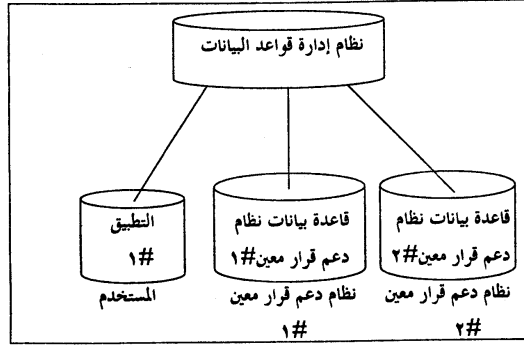 نظام إدارة قواعد البيانات
قاعدة بيانات نظام
دعم قرار معين#٢
نظام دعم قرار معين
#٢
قاعدة بيانات نظام
دعم قرار معين#١
نظام دعم قرار معين
#١
التطبيق
#١
المستخدم